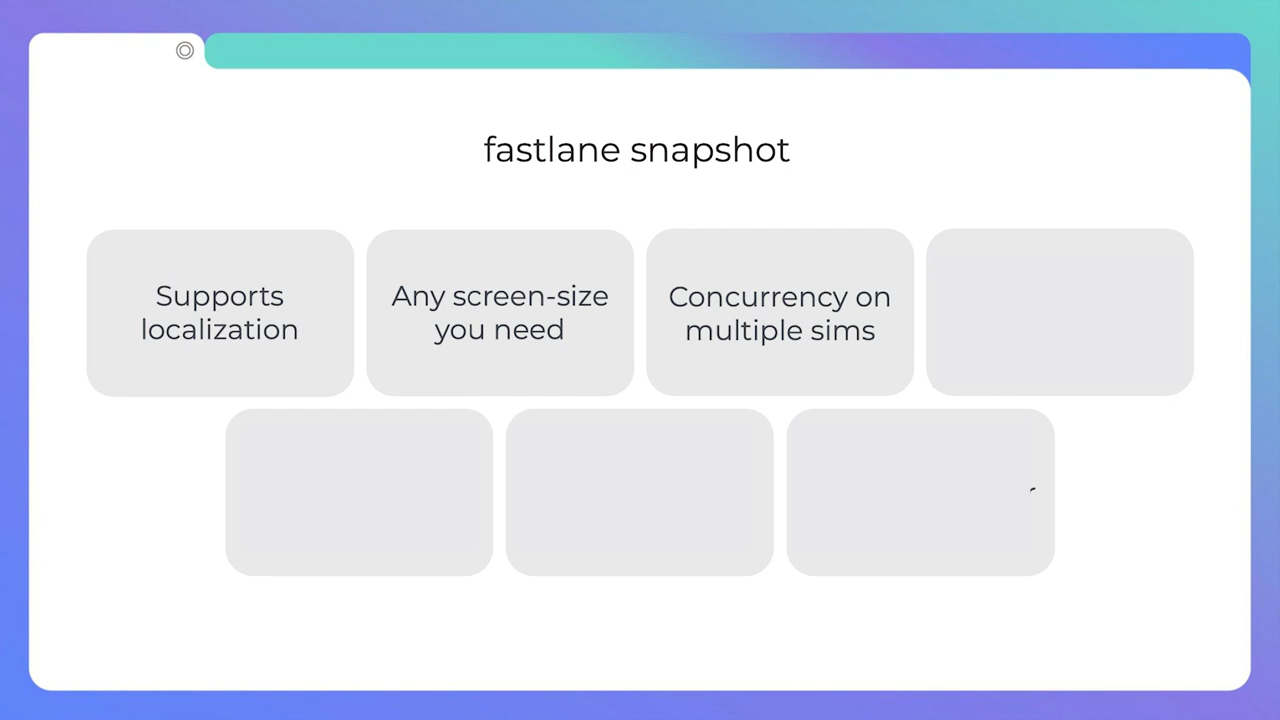 fastlane snapshot
Supports
localization
Any screen-size
you need
Concurrency on
multiple sims